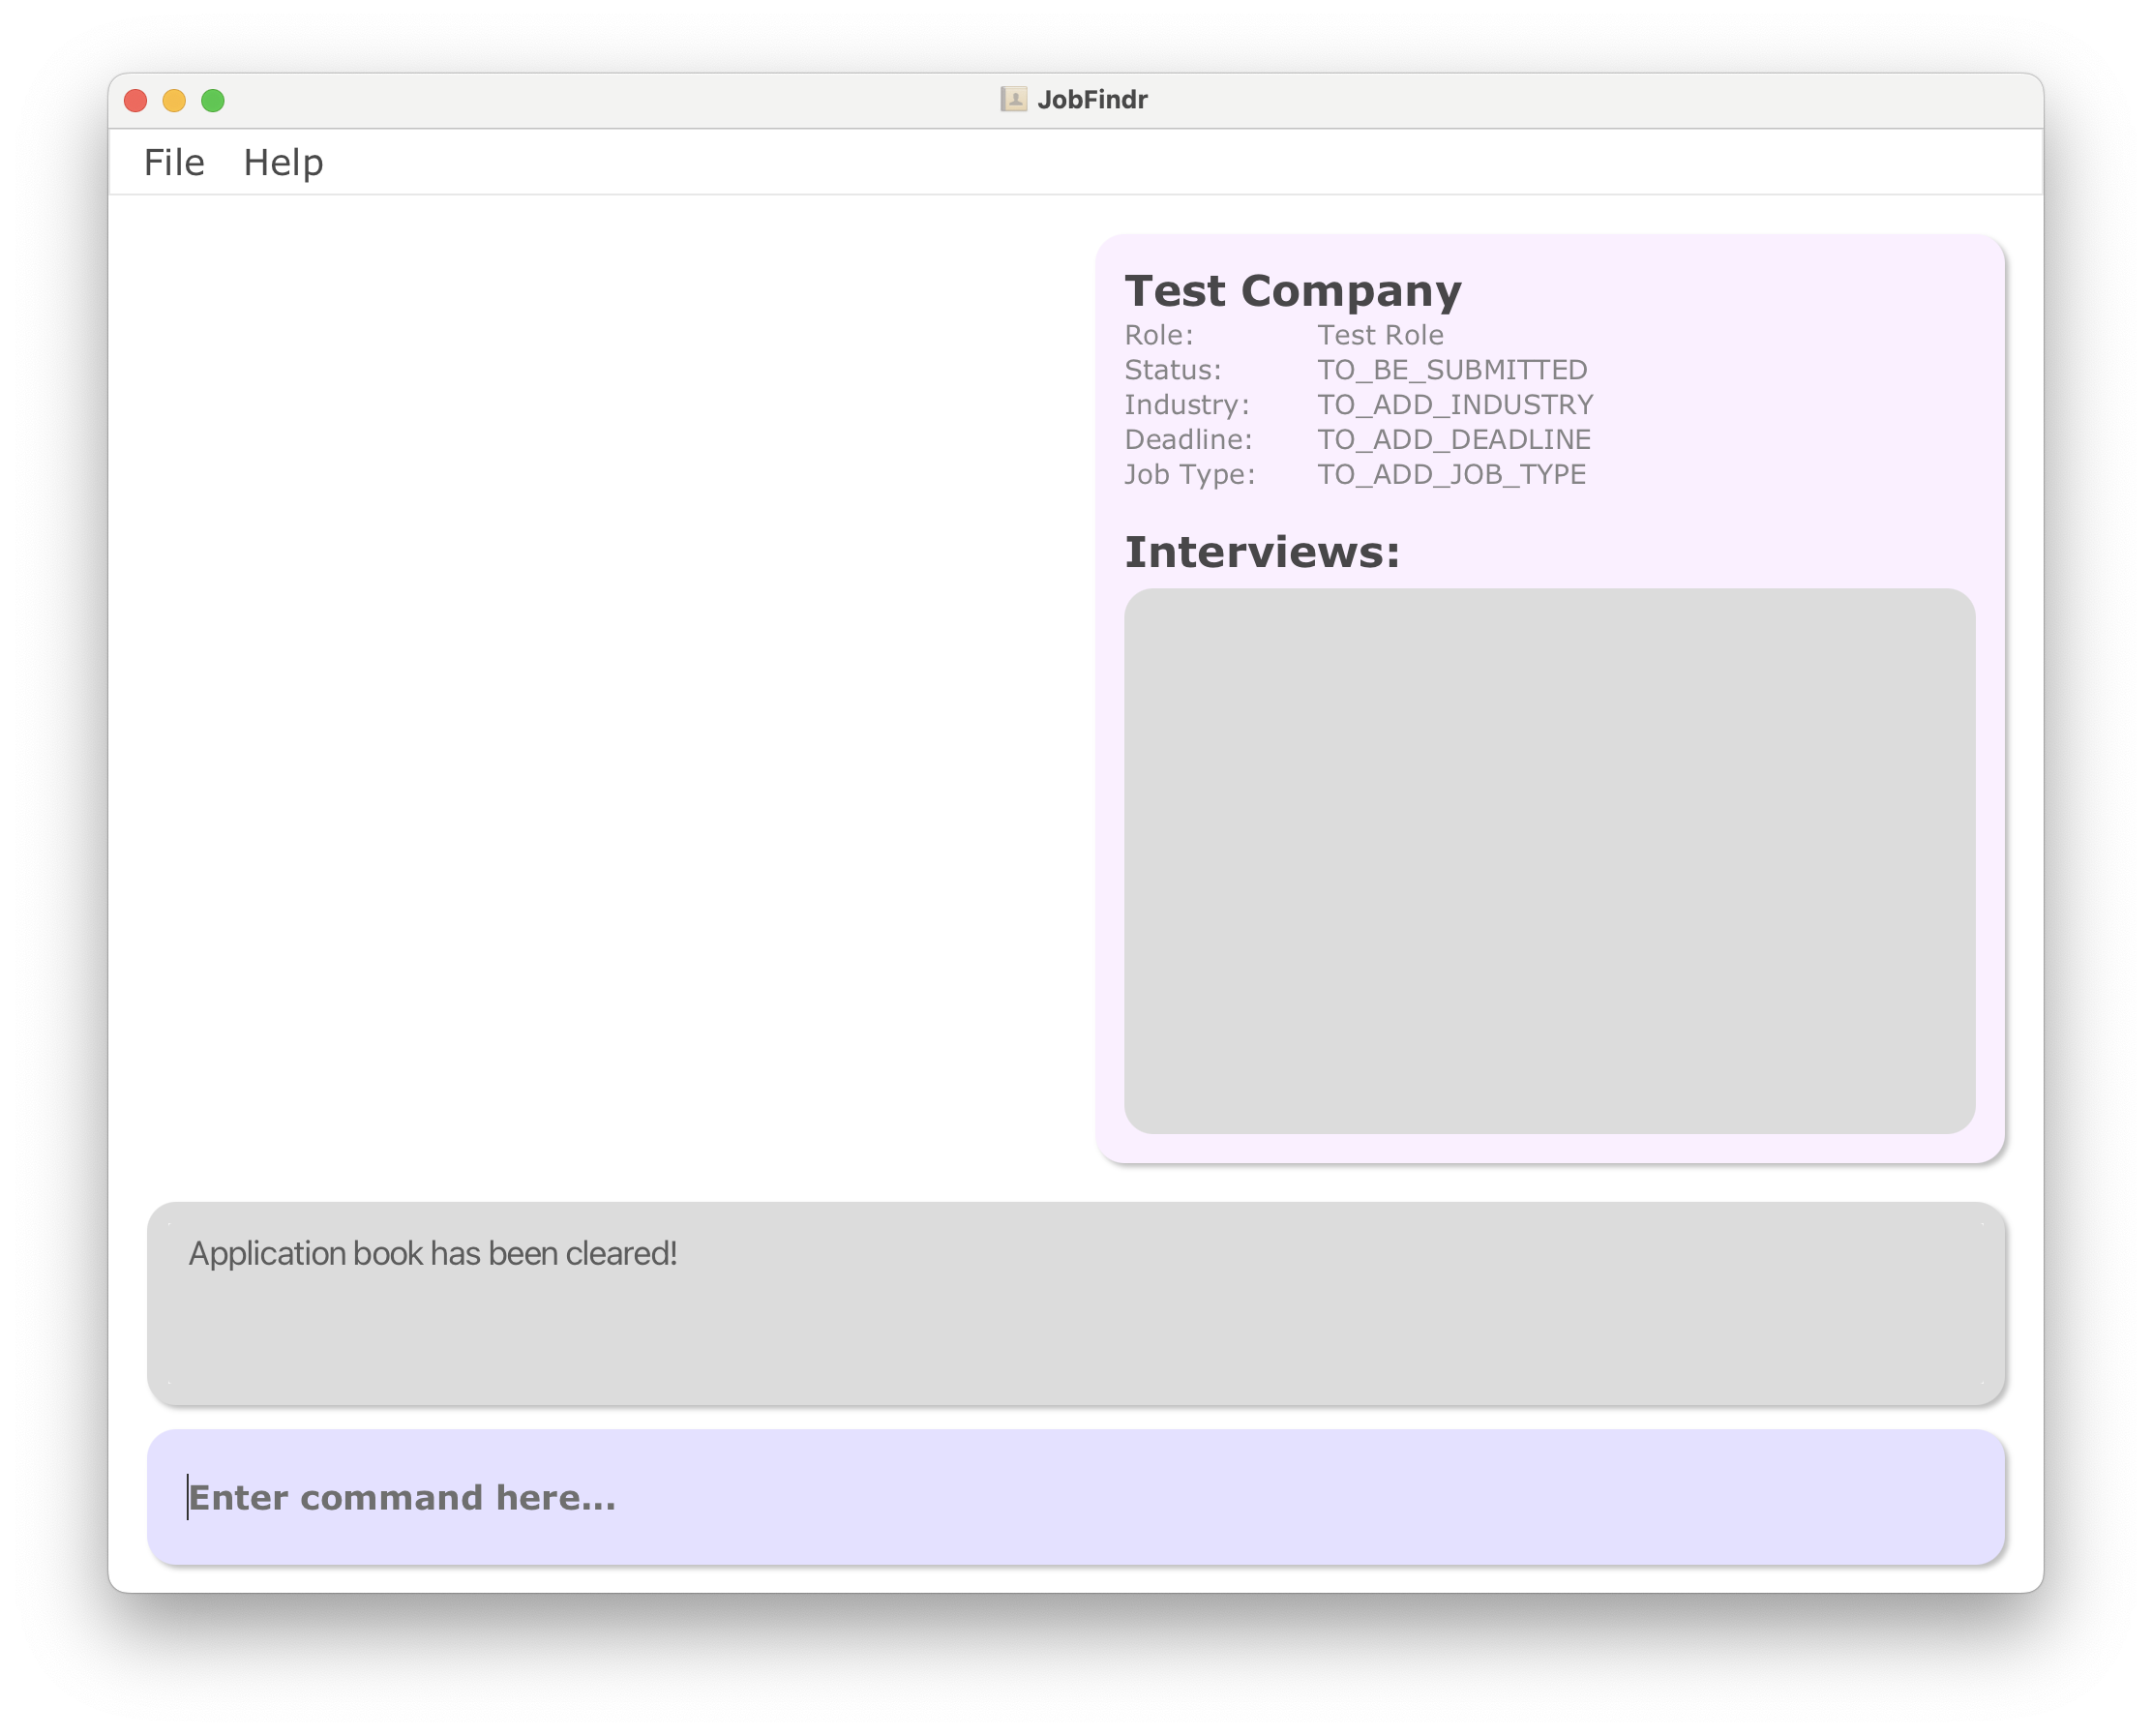 JobFindr
File Help
Test Company
Role: Test Role
Status: TO_BE_SUBMITTED
Industry: TO_ADD_INDUSTRY
Deadline: TO_ADD_DEADLINE
Job Type: TO_ADD_JOB_TYPE
Interviews:
Application book has been cleared!
Enter command here...